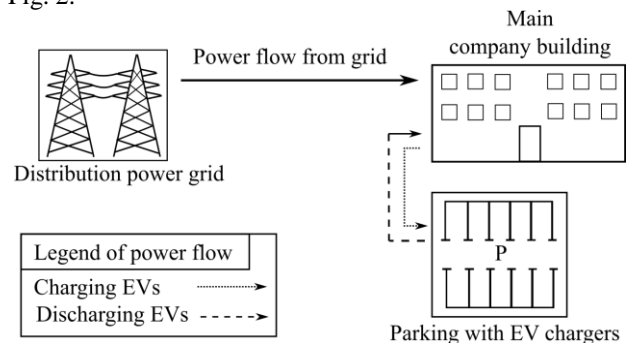 Fig. 2.
Main
company building
Power flow from grid
Distribution power grid
Legend of power flow
Charging EVs
Discharging EVs
P
Parking with EV chargers